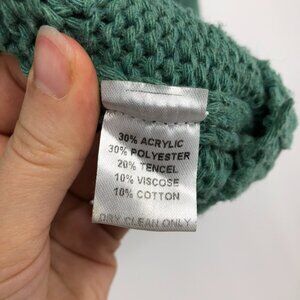 30% ACRYLIC
30% POLYESTER
20% TENCEL
10% VISCOSE
10% COTTON
DRY CLEAN ONLY